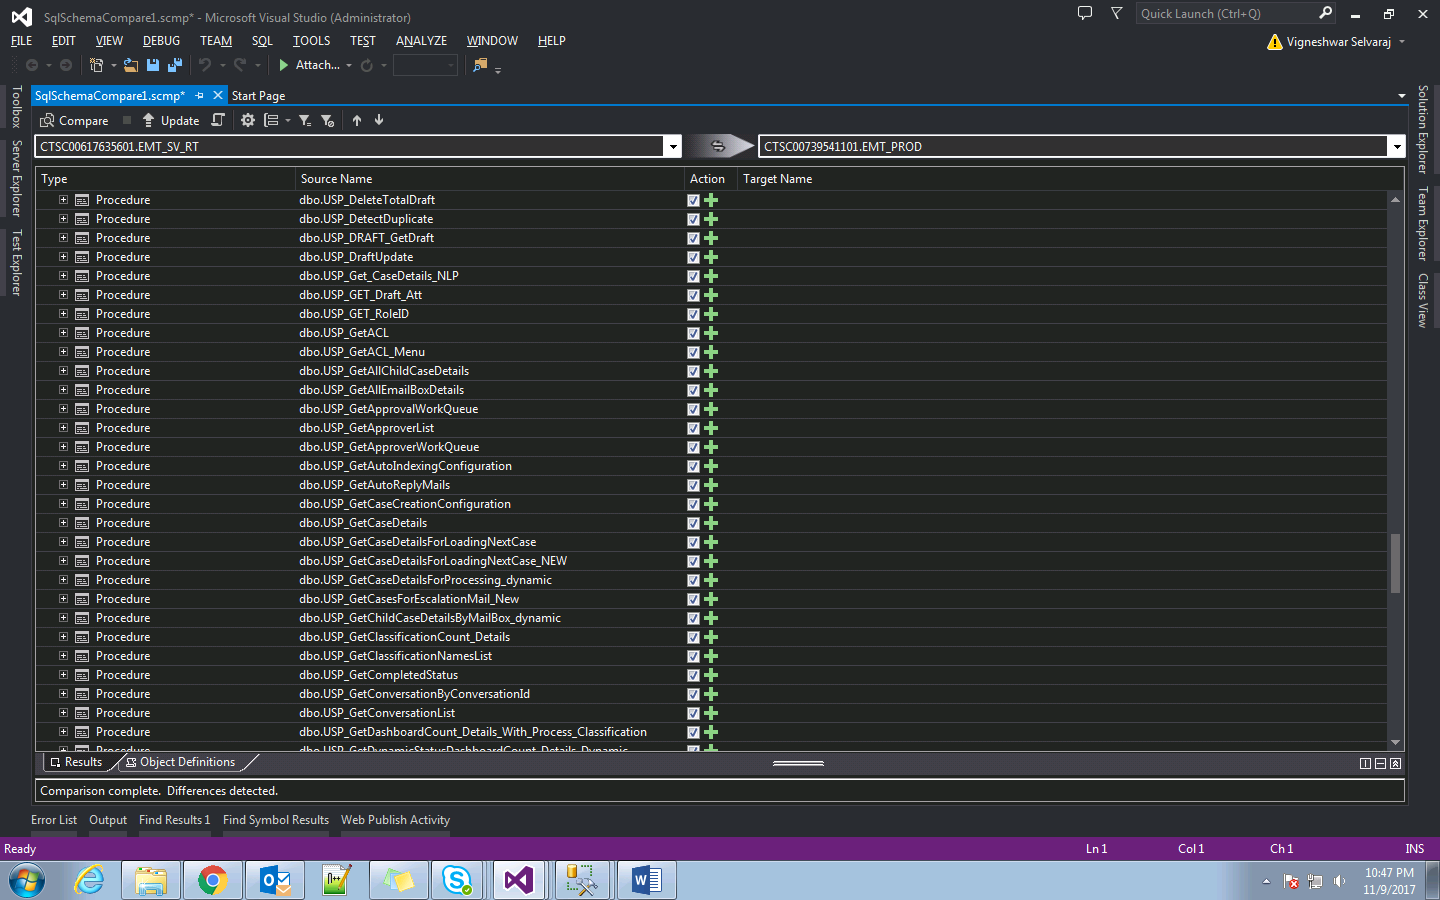 SqlSchemaCompare1.scmp* - Microsoft Visual Studio (Administrator)
Quick Launch (Ctrl+Q)
FILE EDIT VIEW DEBUG TEAM SQL TOOLS TEST ANALYZE WINDOW HELP
Vigneshwar Selvaraj
Attach...
Toolbox
Server Explorer
Test Explorer
SqlSchemaCompare1.scmp* Start Page
Compare Update
CTSC00617635601.EMT_SV_RT CTSC00739541101.EMT_PROD
Type Source Name Action Target Name
Procedure dbo.USP_DeleteTotalDraft
Procedure dbo.USP_DetectDuplicate
Procedure dbo.USP_DRAFT_GetDraft
Procedure dbo.USP_DraftUpdate
Procedure dbo.USP_Get_CaseDetails_NLP
Procedure dbo.USP_GET_Draft_Att
Procedure dbo.USP_GET_RoleID
Procedure dbo.USP_GetACL
Procedure dbo.USP_GetACL_Menu
Procedure dbo.USP_GetAllChildCaseDetails
Procedure dbo.USP_GetAllEmailBoxDetails
Procedure dbo.USP_GetApprovalWorkQueue
Procedure dbo.USP_GetApproverList
Procedure dbo.USP_GetApproverWorkQueue
Procedure dbo.USP_GetAutoIndexingConfiguration
Procedure dbo.USP_GetAutoReplyMails
Procedure dbo.USP_GetCaseCreationConfiguration
Procedure dbo.USP_GetCaseDetails
Procedure dbo.USP_GetCaseDetailsForLoadingNextCase
Procedure dbo.USP_GetCaseDetailsForLoadingNextCase_NEW
Procedure dbo.USP_GetCaseDetailsForProcessing_dynamic
Procedure dbo.USP_GetCasesForEscalationMail_New
Procedure dbo.USP_GetChildCaseDetailsByMailBox_dynamic
Procedure dbo.USP_GetClassificationCount_Details
Procedure dbo.USP_GetClassificationNamesList
Procedure dbo.USP_GetCompletedStatus
Procedure dbo.USP_GetConversationByConversationId
Procedure dbo.USP_GetConversationList
Procedure dbo.USP_GetDashboardCount_Details_With_Process_Classification
Procedure dbo.USP_GetDynamicStatusDashboardCount_Details_Dynamic
Solution Explorer
Team Explorer
Class View
Results Object Definitions
Comparison complete. Differences detected.
Error List Output Find Results 1 Find Symbol Results Web Publish Activity
Ready Ln 1 Col 1 Ch 1 INS
10:47 PM
11/9/2017